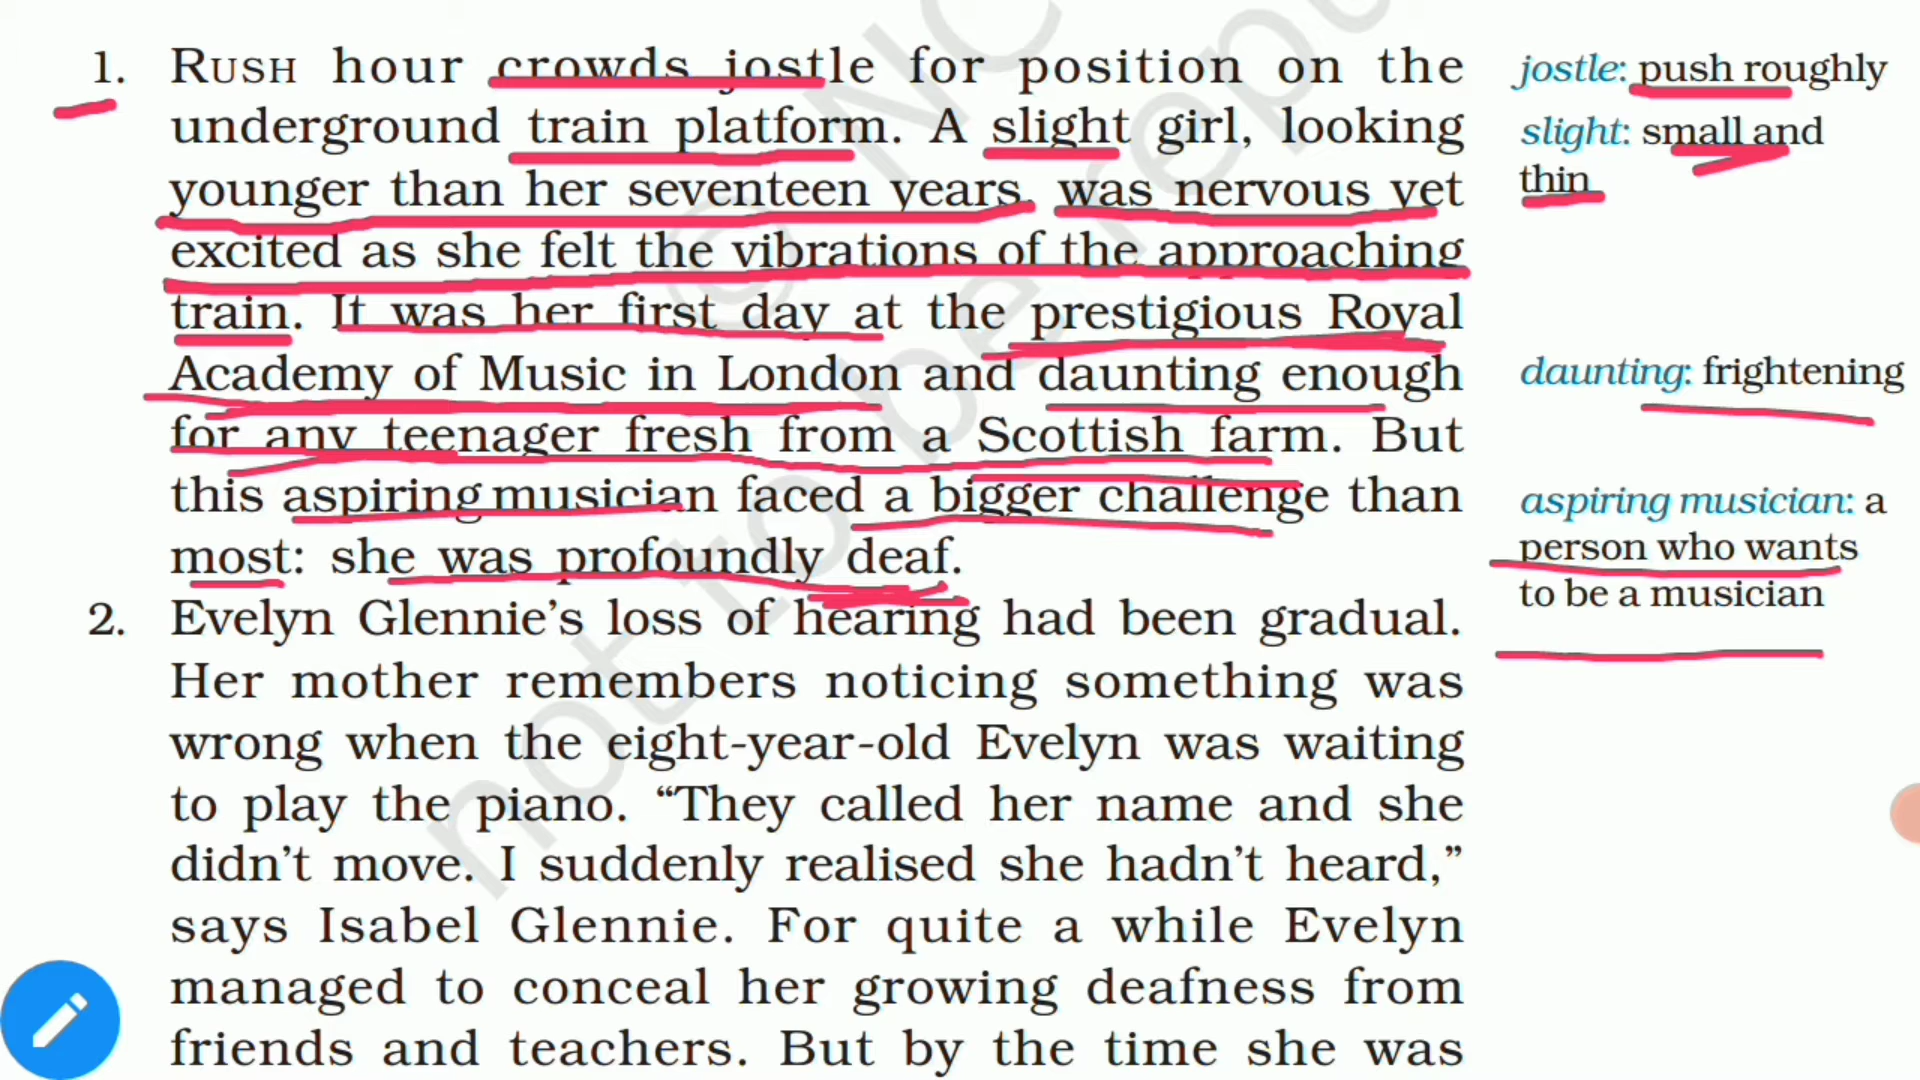 1. RUSH hour crowds jostle for position on the
underground train platform. A slight girl, looking
younger than her seventeen years, was nervous yet
excited as she felt the vibrations of the approaching
train. It was her first day at the prestigious Royal
Academy of Music in London and daunting enough
for any teenager fresh from a Scottish farm. But
this aspiring musician faced a bigger challenge than
most: she was profoundly deaf.
2. Evelyn Glennie’s loss of hearing had been gradual.
Her mother remembers noticing something was
wrong when the eight-year-old Evelyn was waiting
to play the piano. “They called her name and she
didn’t move. I suddenly realised she hadn’t heard,”
says Isabel Glennie. For quite a while Evelyn
managed to conceal her growing deafness from
friends and teachers. But by the time she was
jostle: push roughly
slight: small and
thin
daunting: frightening
aspiring musician: a
person who wants
to be a musician
© NC
not to be repu